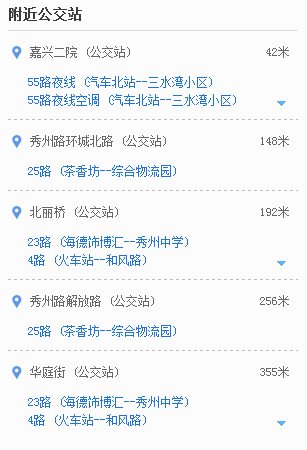 附近公交站
嘉兴二院（公交站） 42米
55路夜线（汽车北站--三水湾小区）
55路夜线空调（汽车北站--三水湾小区）
秀州路环城北路（公交站） 148米
25路（茶香坊--综合物流园）
北丽桥（公交站） 192米
23路（海德饰博汇--秀州中学）
4路（火车站--和风路）
秀州路解放路（公交站） 256米
25路（茶香坊--综合物流园）
华庭街（公交站） 355米
23路（海德饰博汇--秀州中学）
4路（火车站--和风路）